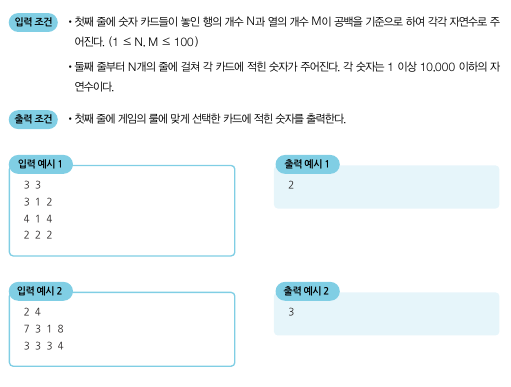 입력 조건
• 첫째 줄에 숫자 카드들이 놓인 행의 개수 N과 열의 개수 M이 공백을 기준으로 하여 각각 자연수로 주
어진다. (1 ≤ N, M ≤ 100)
• 둘째 줄부터 N개의 줄에 걸쳐 각 카드에 적힌 숫자가 주어진다. 각 숫자는 1 이상 10,000 이하의 자
연수이다.
출력 조건
• 첫째 줄에 게임의 룰에 맞게 선택한 카드에 적힌 숫자를 출력한다.
입력 예시 1
3 3
3 1 2
4 1 4
2 2 2
출력 예시 1
2
입력 예시 2
2 4
7 3 1 8
3 3 3 4
출력 예시 2
3